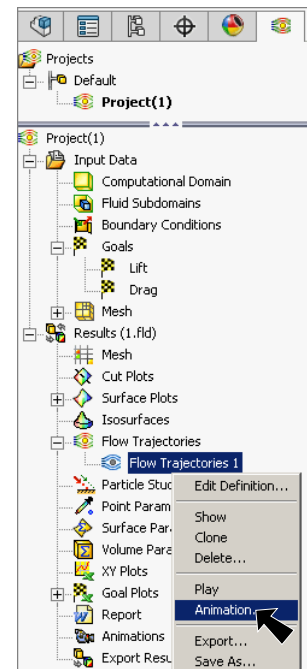 Projects
Default
Project(1)
Project(1)
Input Data
Computational Domain
Fluid Subdomains
Boundary Conditions
Goals
Lift
Drag
Mesh
Results (1.fld)
Mesh
Cut Plots
Surface Plots
Isosurfaces
Flow Trajectories
Flow Trajectories 1
Particle Stud
Edit Definition...
Point Param
Show
Surface Par
Clone
Volume Para
Delete...
XY Plots
Goal Plots
Play
Report
Animation...
Animations
Export...
Export Resu
Save As...